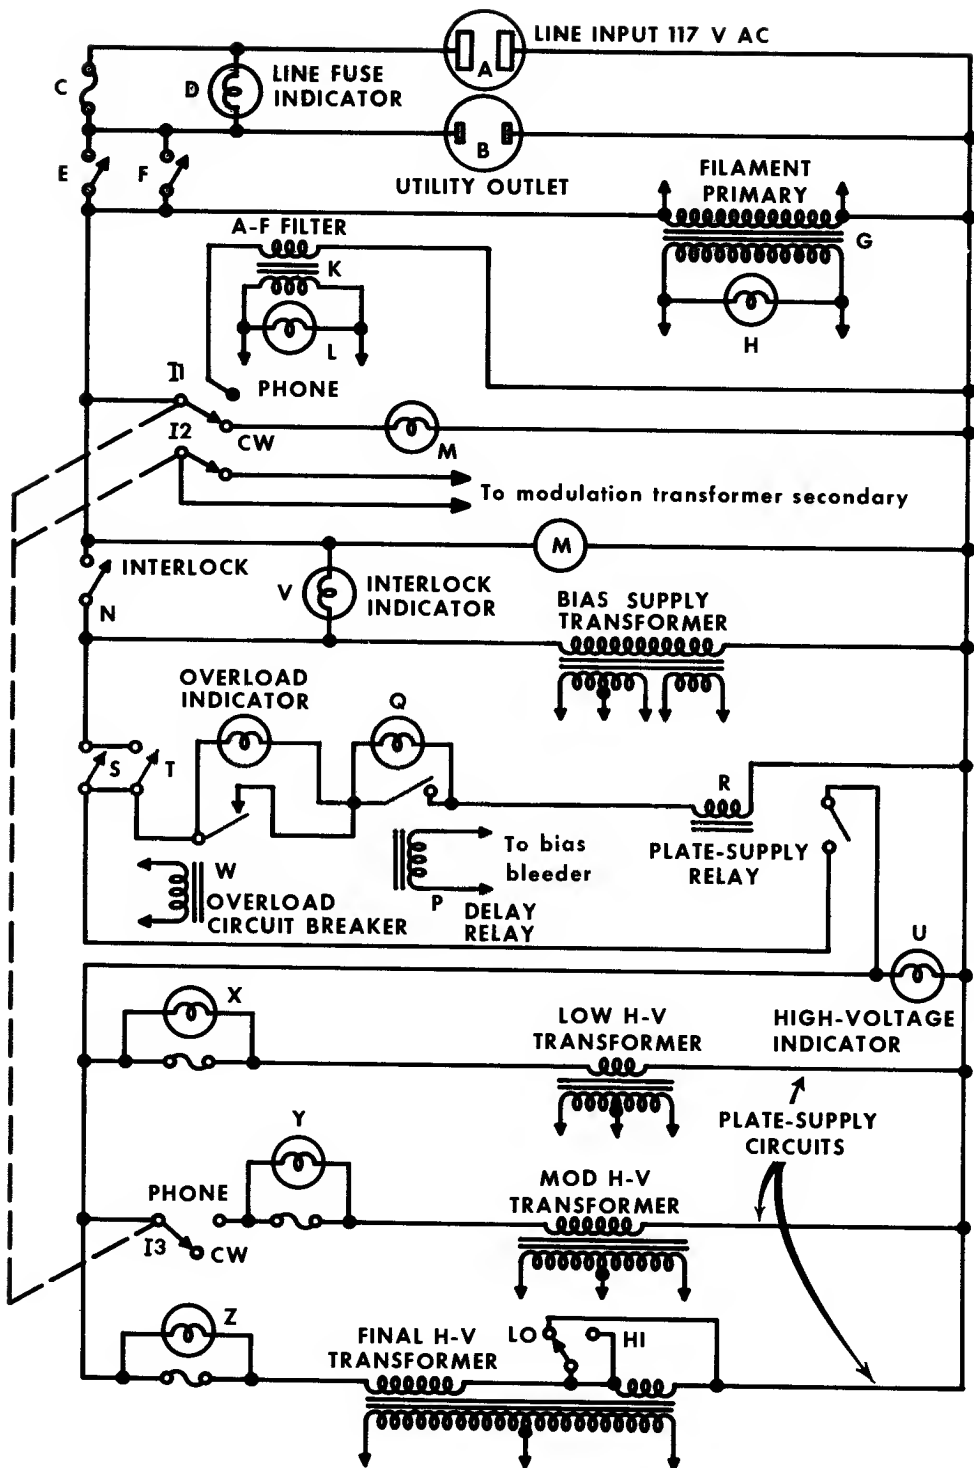 LINE INPUT 117 V AC
A
C
D
LINE FUSE
INDICATOR
B
E
F
UTILITY OUTLET
FILAMENT
PRIMARY
G
A-F FILTER
K
L
H
I1
PHONE
CW
M
I2
To modulation transformer secondary
INTERLOCK
N
M
V
INTERLOCK
INDICATOR
BIAS SUPPLY
TRANSFORMER
OVERLOAD
INDICATOR
Q
S
T
R
W
OVERLOAD
CIRCUIT BREAKER
To bias
bleeder
P
DELAY
RELAY
PLATE-SUPPLY
RELAY
U
X
LOW H-V
TRANSFORMER
HIGH-VOLTAGE
INDICATOR
PLATE-SUPPLY
CIRCUITS
Y
PHONE
I3
CW
MOD H-V
TRANSFORMER
Z
FINAL H-V
TRANSFORMER
LO
HI